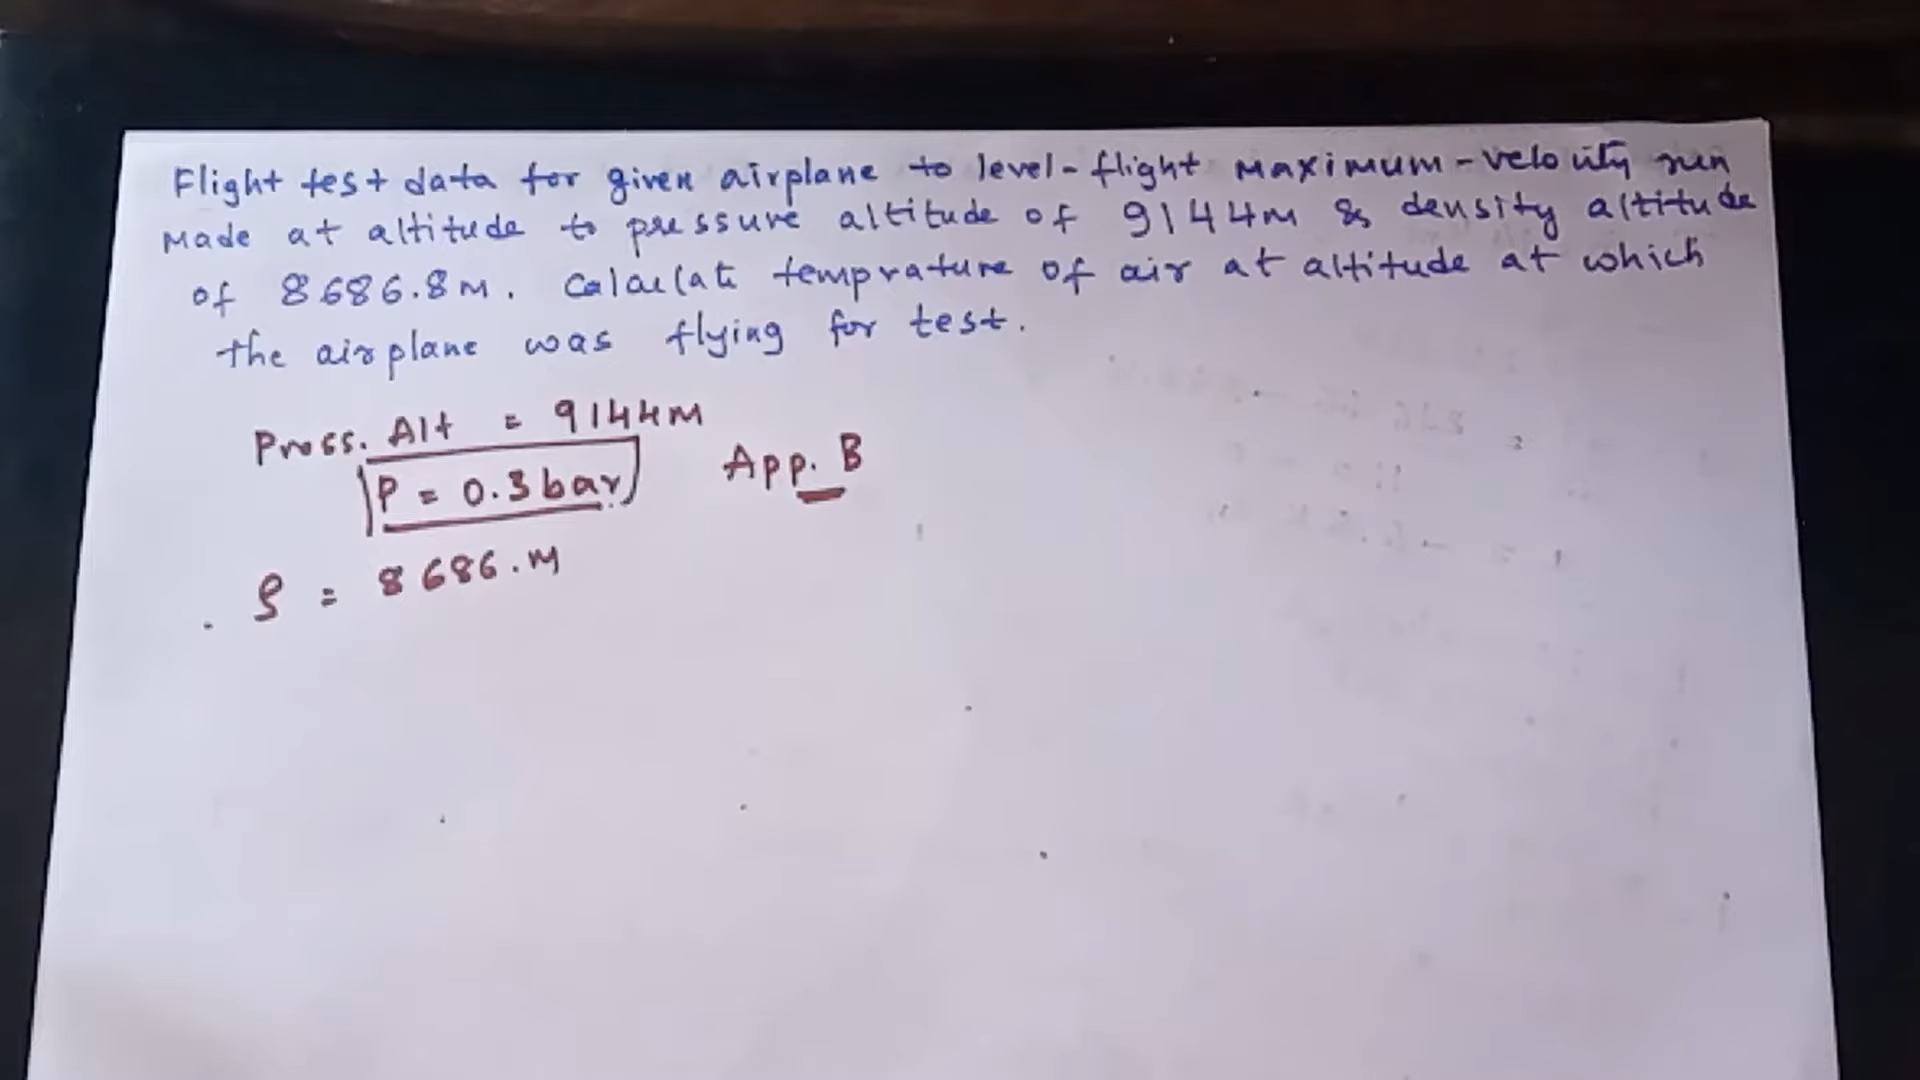 Flight test data for given airplane to level-flight maximum-velocity run
made at altitude to pressure altitude of 9144m & density altitude
of 8686.8m. Calculate temprature of air at altitude at which
the airplane was flying for test.
Press. Alt = 9144m
P = 0.3 bar App. B
ρ = 8686.m